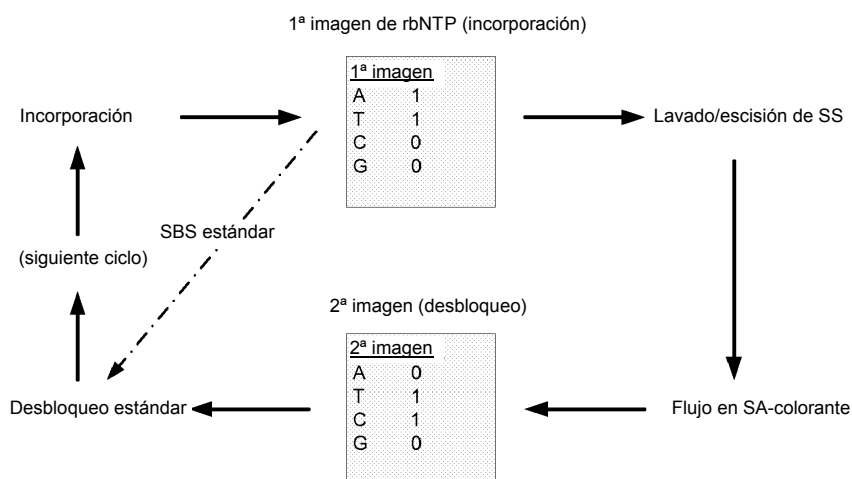 1ª imagen de rbNTP (incorporación)
1ª imagen
A 1
T 1
C 0
G 0
Incorporación
Lavado/escisión de SS
SBS estándar
(siguiente ciclo)
2ª imagen (desbloqueo)
2ª imagen
A 0
T 1
C 1
G 0
Desbloqueo estándar
Flujo en SA-colorante